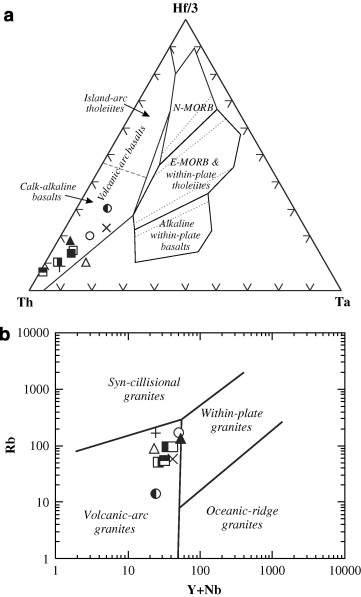 a
Hf/3
Island-arc
tholeiites
N-MORB
Volcanic arc basalts
E-MORB &
within-plate
tholeiites
Calk-alkaline
basalts
Alkaline
within-plate
basalts
Th
Ta
b
10000
1000
100
10
1
Rb
Syn-cillisional
granites
Within-plate
granites
Volcanic-arc
granites
Oceanic-ridge
granites
1
10
100
1000
10000
Y+Nb